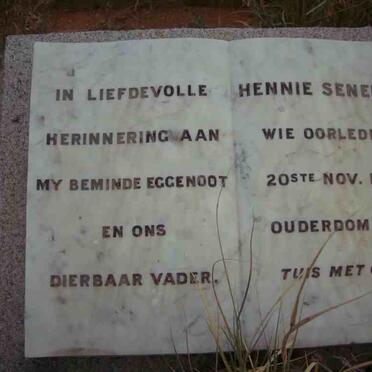 IN LIEFDEVOLLE
HERINNERING AAN
MY BEMINDE EGGENOOT
EN ONS
DIERBAAR VADER.
HENNIE SENE
WIE OORLEDE
20STE NOV.
OUDERDOM
TUIS MET